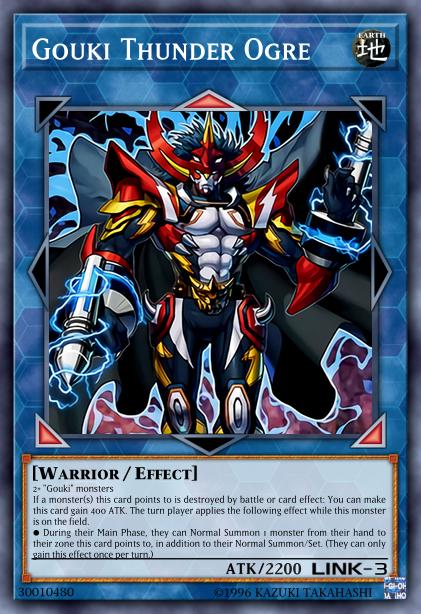 GOUKI THUNDER OGRE
EARTH
地
[WARRIOR / EFFECT]
2+ "Gouki" monsters
If a monster(s) this card points to is destroyed by battle or card effect: You can make
this card gain 400 ATK. The turn player applies the following effect while this monster
is on the field.
● During their Main Phase, they can Normal Summon 1 monster from their hand to
their zone this card points to, in addition to their Normal Summon/Set. (They can only
gain this effect once per turn.)
ATK/2200 LINK-3
30010480
©1996 KAZUKI TAKAHASHI